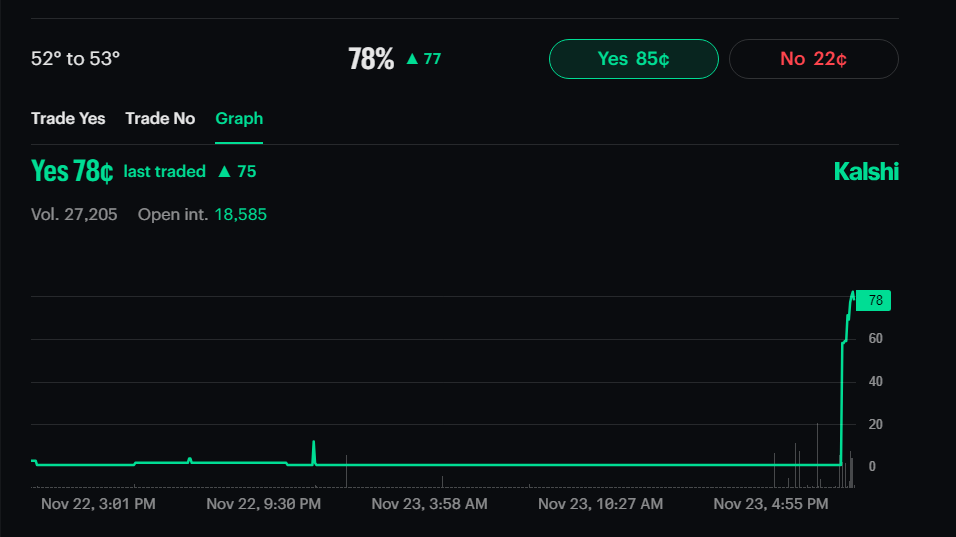 52° to 53° 78% ▲ 77 Yes 85¢ No 22¢
Trade Yes Trade No Graph
Yes 78¢ last traded ▲ 75 Kalshi
Vol. 27,205 Open int. 18,585
78
60
40
20
0
Nov 22, 3:01 PM Nov 22, 9:30 PM Nov 23, 3:58 AM Nov 23, 10:27 AM Nov 23, 4:55 PM